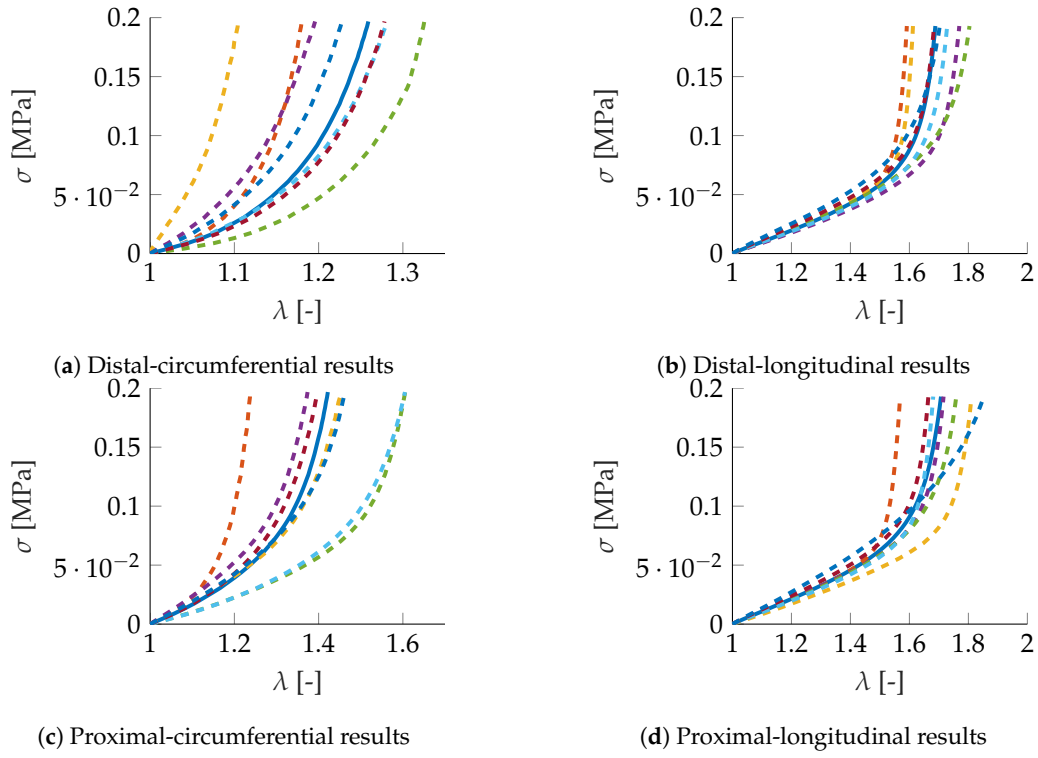 0.2
0.15
0.1
5 · 10⁻²
0
σ [MPa]
1 1.1 1.2 1.3
λ [-]
(a) Distal-circumferential results
0.2
0.15
0.1
5 · 10⁻²
0
σ [MPa]
1 1.2 1.4 1.6 1.8 2
λ [-]
(b) Distal-longitudinal results
0.2
0.15
0.1
5 · 10⁻²
0
σ [MPa]
1 1.2 1.4 1.6
λ [-]
(c) Proximal-circumferential results
0.2
0.15
0.1
5 · 10⁻²
0
σ [MPa]
1 1.2 1.4 1.6 1.8 2
λ [-]
(d) Proximal-longitudinal results